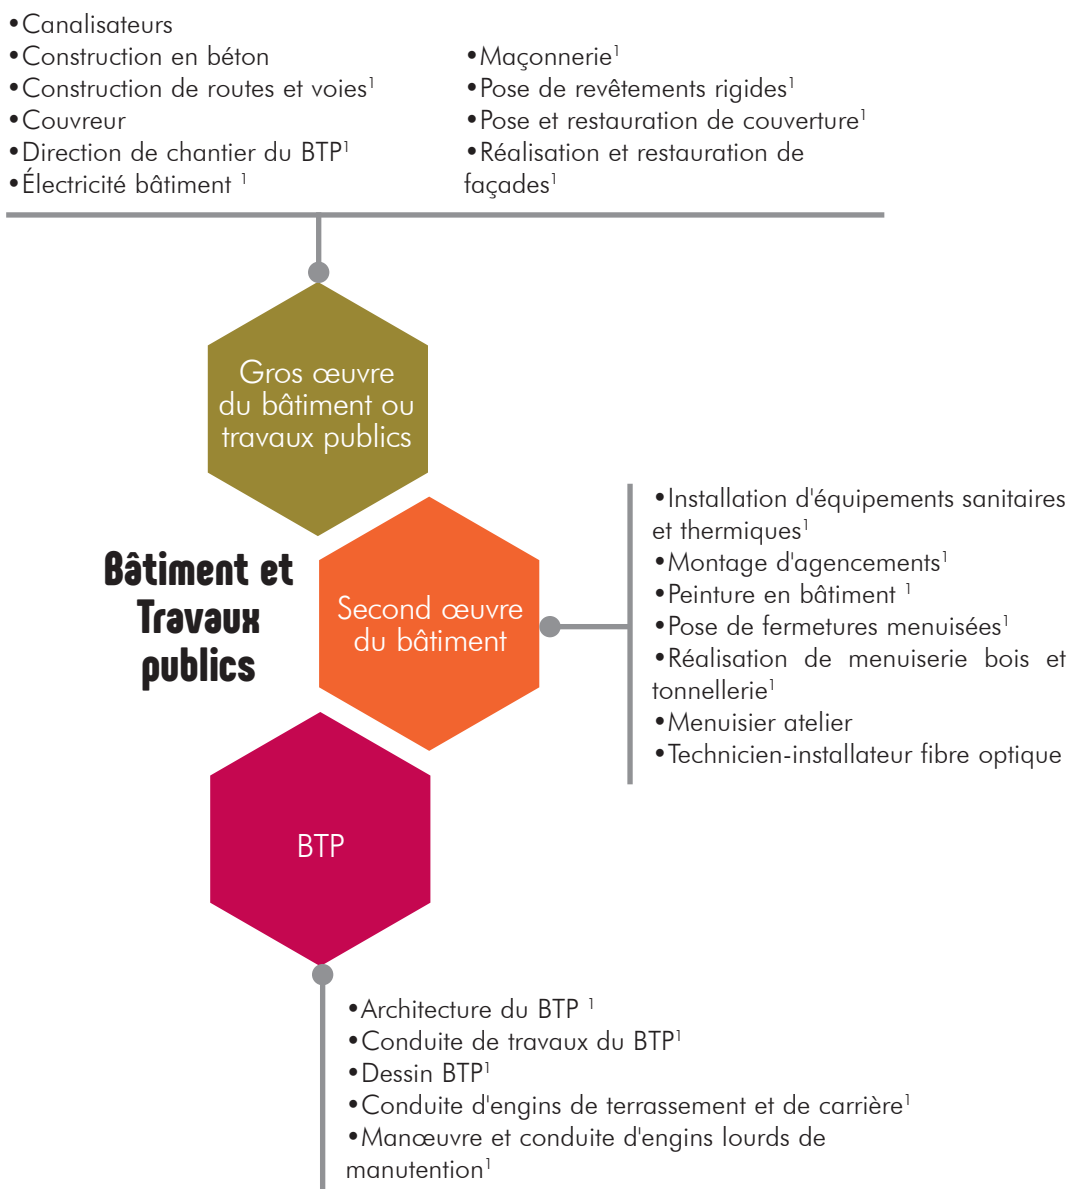 •Canalisateurs
•Construction en béton
•Construction de routes et voies¹
•Couvreur
•Direction de chantier du BTP¹
•Électricité bâtiment ¹
•Maçonnerie¹
•Pose de revêtements rigides¹
•Pose et restauration de couverture¹
•Réalisation et restauration de
façades¹
Gros œuvre
du bâtiment ou
travaux publics
Bâtiment et
Travaux
publics
Second œuvre
du bâtiment
•Installation d'équipements sanitaires
et thermiques¹
•Montage d'agencements¹
•Peinture en bâtiment ¹
•Pose de fermetures menuisées¹
•Réalisation de menuiserie bois et
tonnellerie¹
•Menuisier atelier
•Technicien-installateur fibre optique
BTP
•Architecture du BTP ¹
•Conduite de travaux du BTP¹
•Dessin BTP¹
•Conduite d'engins de terrassement et de carrière¹
•Manœuvre et conduite d'engins lourds de
manutention¹